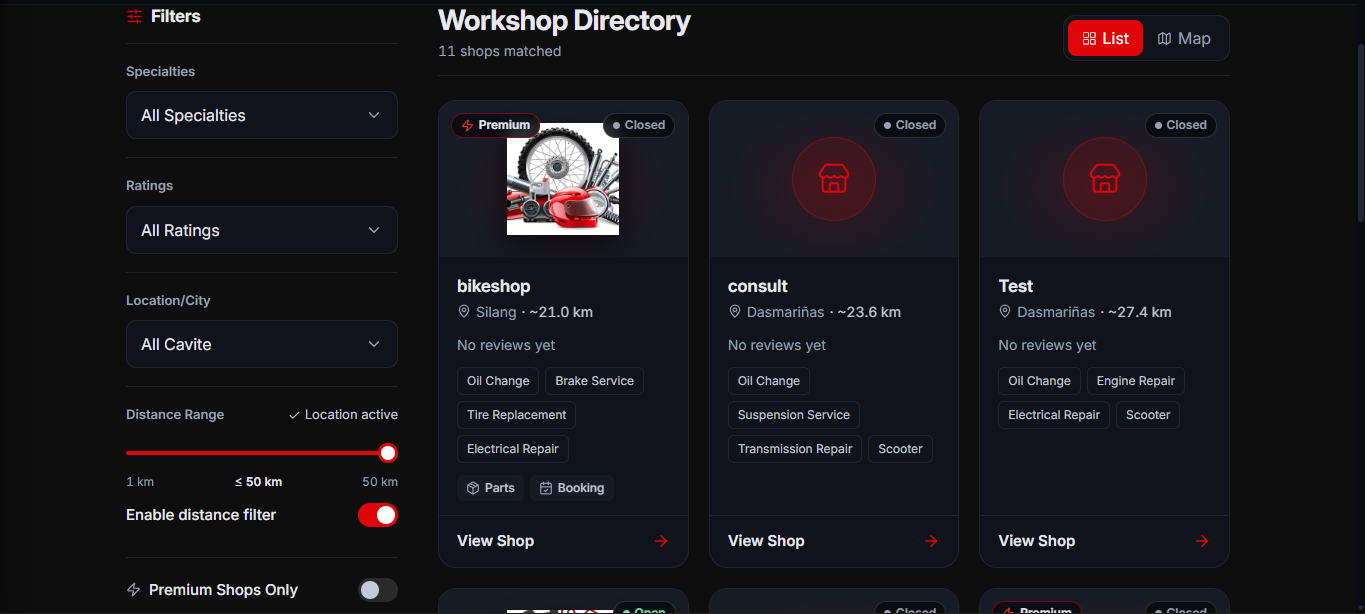 Filters
Specialties
All Specialties
Ratings
All Ratings
Location/City
All Cavite
Distance Range
Location active
1 km
≤ 50 km
50 km
Enable distance filter
Premium Shops Only
Workshop Directory
11 shops matched
List
Map
Premium
Closed
bikeshop
Silang · ~21.0 km
No reviews yet
Oil Change
Brake Service
Tire Replacement
Electrical Repair
Parts
Booking
View Shop
Closed
consult
Dasmariñas · ~23.6 km
No reviews yet
Oil Change
Suspension Service
Transmission Repair
Scooter
View Shop
Closed
Test
Dasmariñas · ~27.4 km
No reviews yet
Oil Change
Engine Repair
Electrical Repair
Scooter
View Shop
Open
Closed
Premium
Closed